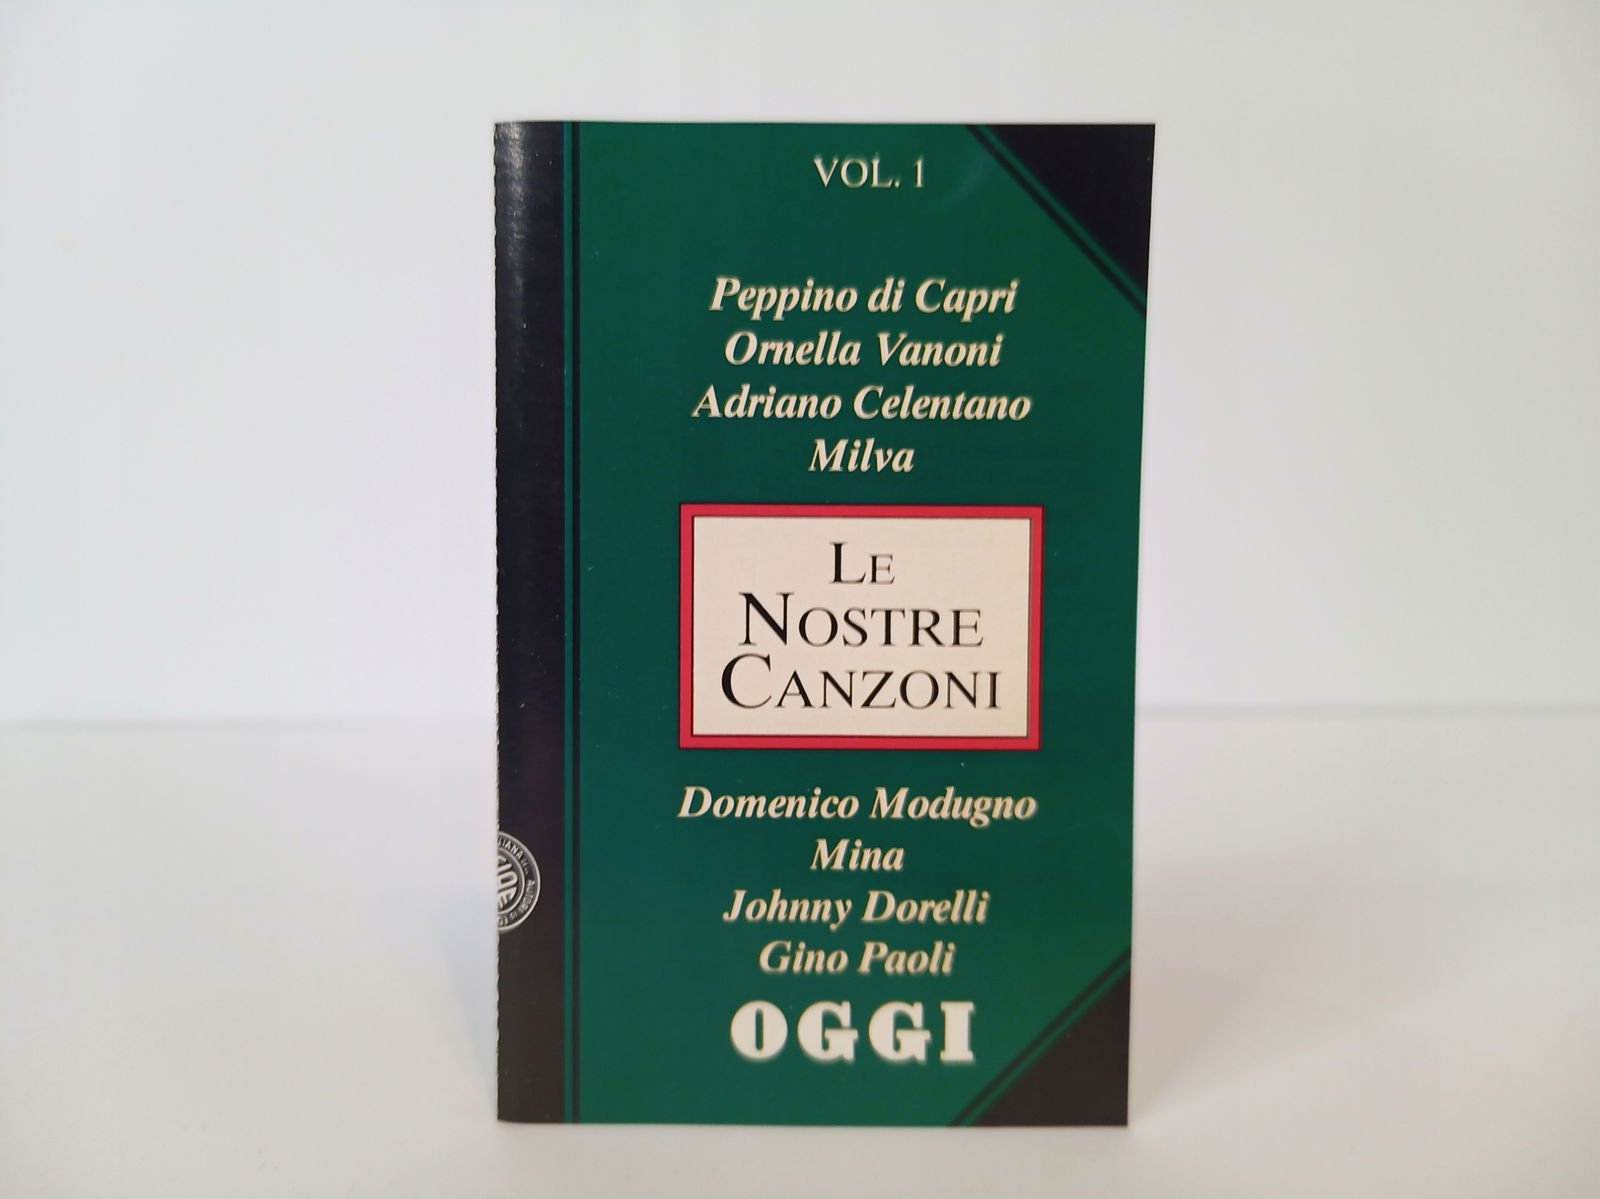 VOL. 1
Peppino di Capri
Ornella Vanoni
Adriano Celentano
Milva
LE
NOSTRE
CANZONI
Domenico Modugno
Mina
Johnny Dorelli
Gino Paoli
OGGI
AUTORI